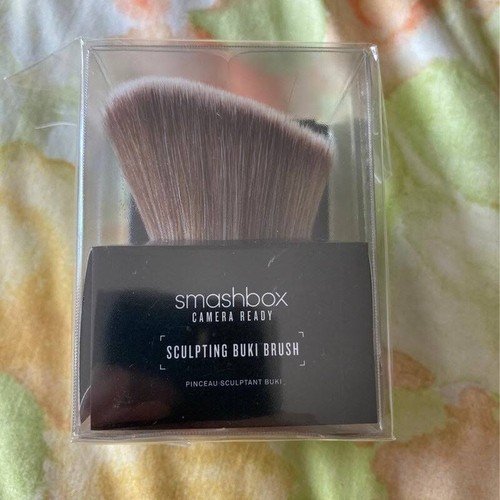 smashbox
CAMERA READY
SCULPTING BUKI BRUSH
PINCEAU SCULPTANT BUKI